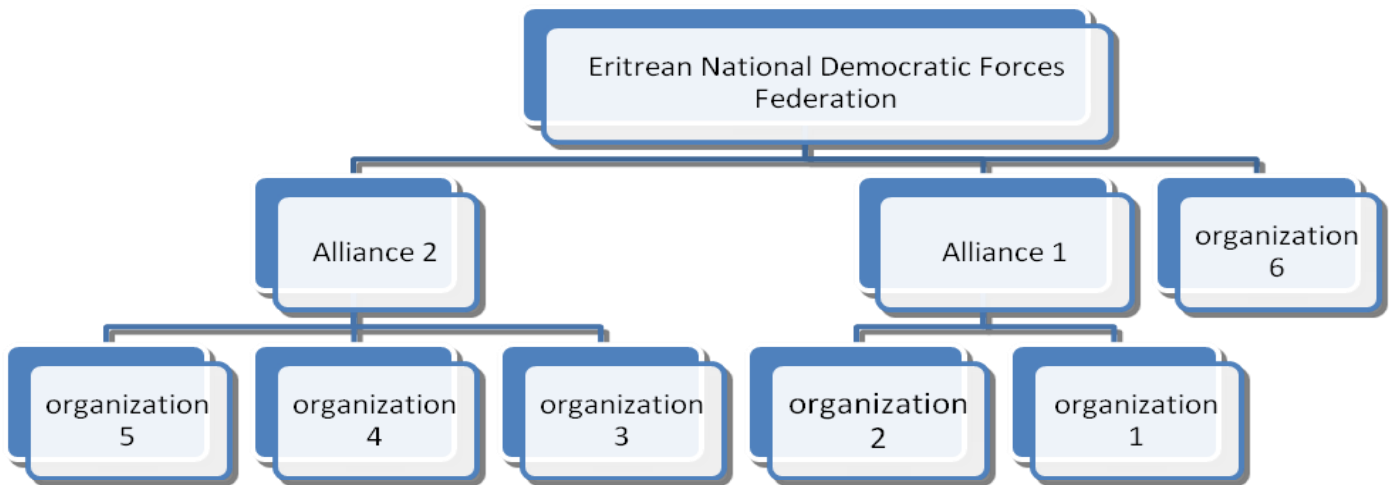 Eritrean National Democratic Forces
Federation
Alliance 2
Alliance 1
organization
6
organization
5
organization
4
organization
3
organization
2
organization
1